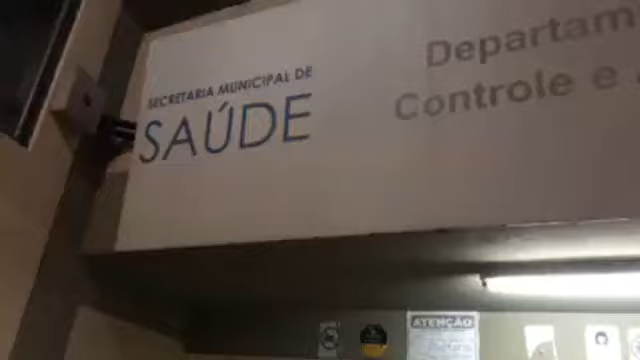 SECRETARIA MUNICIPAL DE
SAÚDE
Departam
Controle e
ATENÇÃO